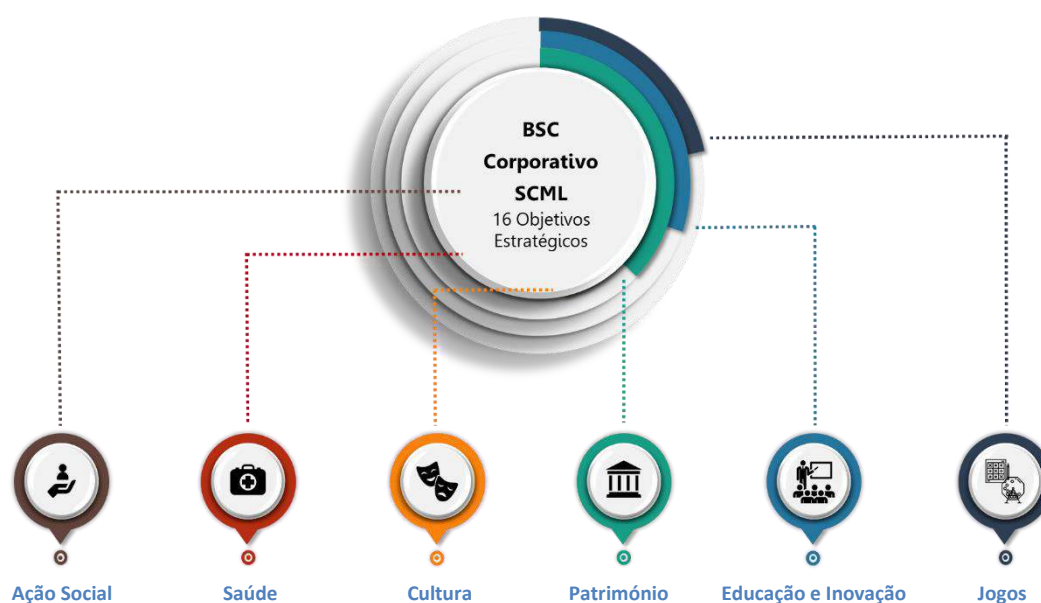 BSC
Corporativo
SCML
16 Objetivos
Estratégicos
Ação Social
Saúde
Cultura
Património
Educação e Inovação
Jogos